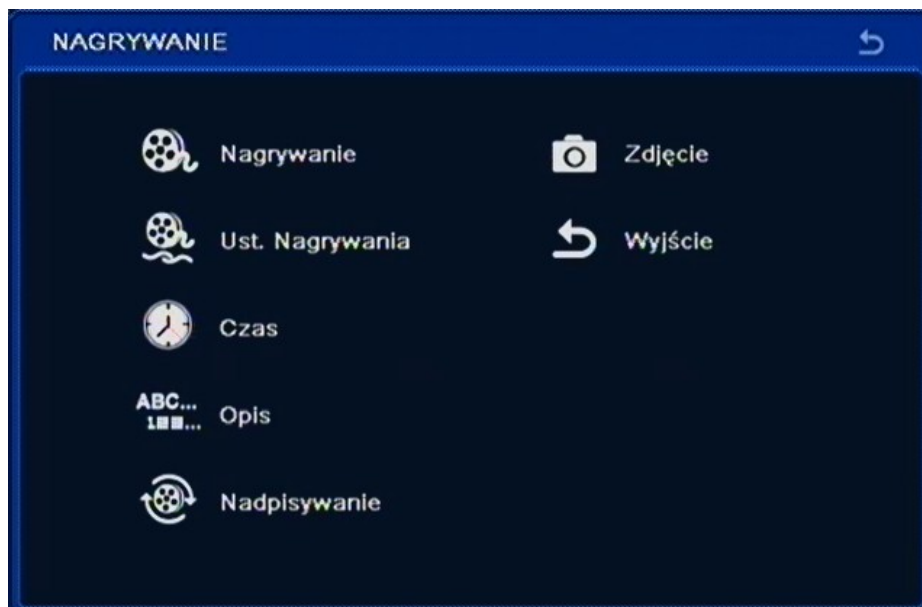 NAGRYWANIE
Nagrywanie
Ust. Nagrywania
Czas
ABC...
Opis
Nadpisywanie
Zdjęcie
Wyjście